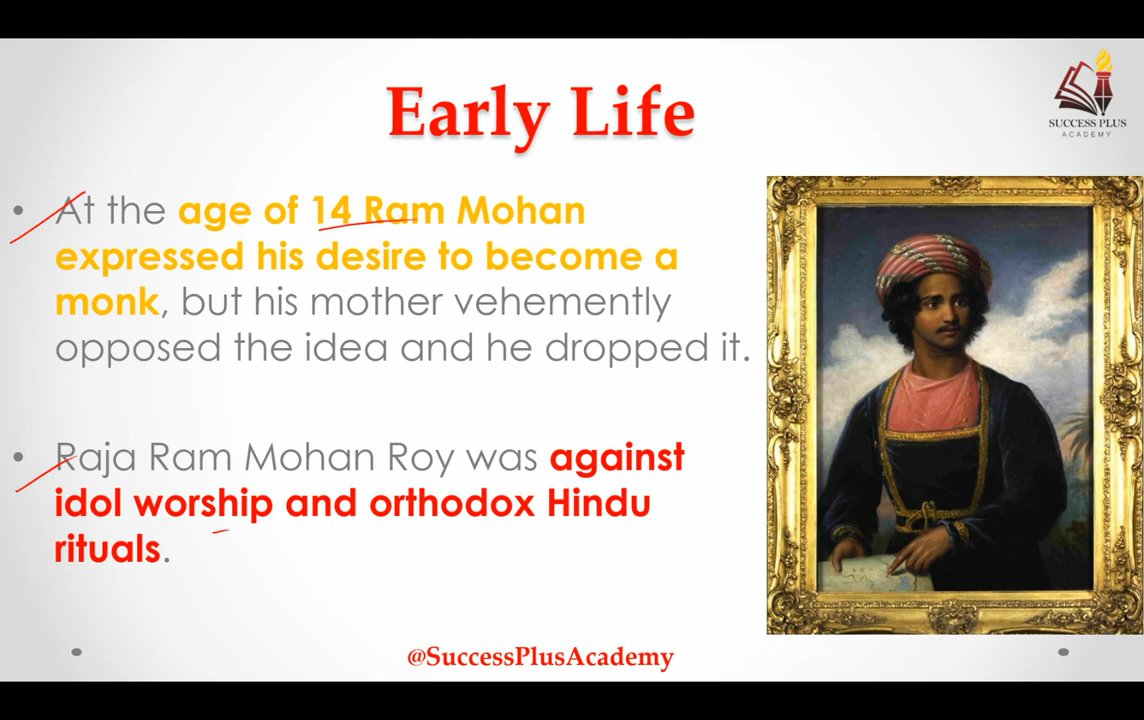 Early Life
SUCCESS PLUS
ACADEMY
• At the age of 14 Ram Mohan
expressed his desire to become a
monk, but his mother vehemently
opposed the idea and he dropped it.
• Raja Ram Mohan Roy was against
idol worship and orthodox Hindu
rituals.
@SuccessPlusAcademy